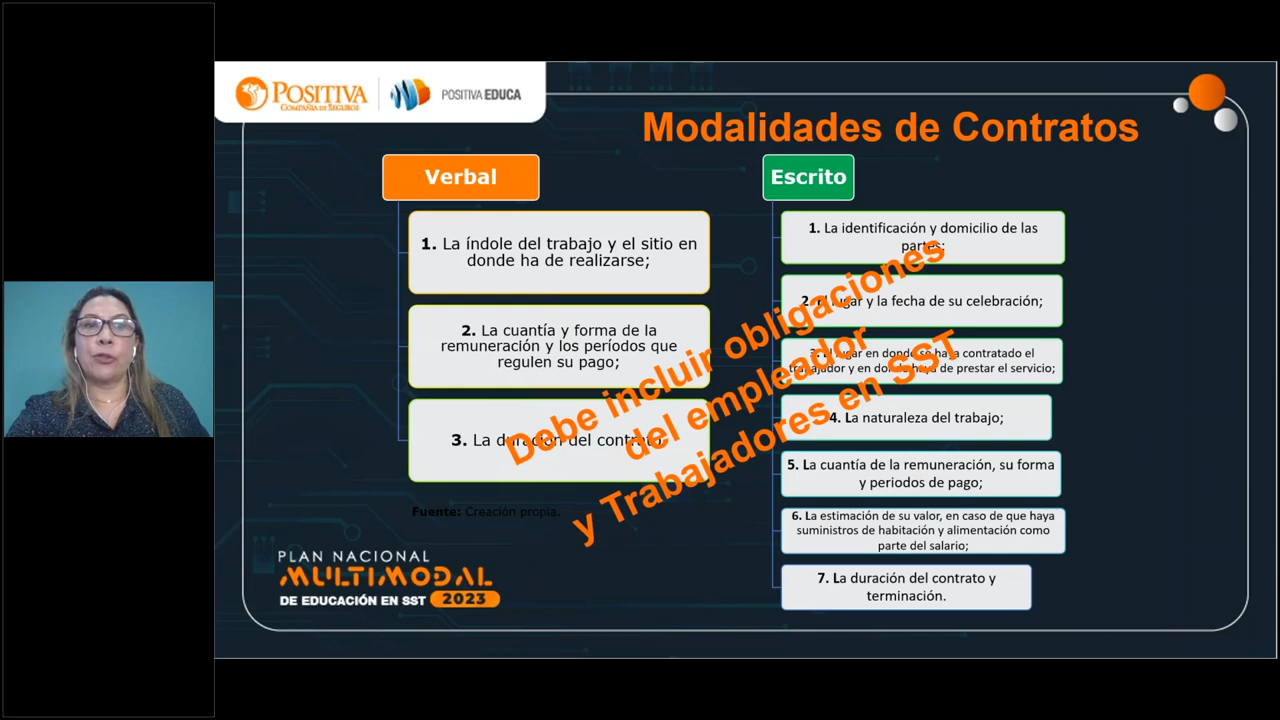 POSITIVA
COMPAÑÍA DE SEGUROS
POSITIVA EDUCA
Modalidades de Contratos
Verbal
1. La índole del trabajo y el sitio en
donde ha de realizarse;
2. La cuantía y forma de la
remuneración y los períodos que
regulen su pago;
3. La duración del contrato.
Fuente: Creación propia.
Escrito
1. La identificación y domicilio de las
partes;
2. El lugar y la fecha de su celebración;
3. El lugar en donde se haya contratado el
trabajador y en donde haya de prestar el servicio;
4. La naturaleza del trabajo;
5. La cuantía de la remuneración, su forma
y periodos de pago;
6. La estimación de su valor, en caso de que haya
suministros de habitación y alimentación como
parte del salario;
7. La duración del contrato y
terminación.
Debe incluir obligaciones
del empleador
y Trabajadores en SST
PLAN NACIONAL
MULTIMODAL
DE EDUCACIÓN EN SST 2023